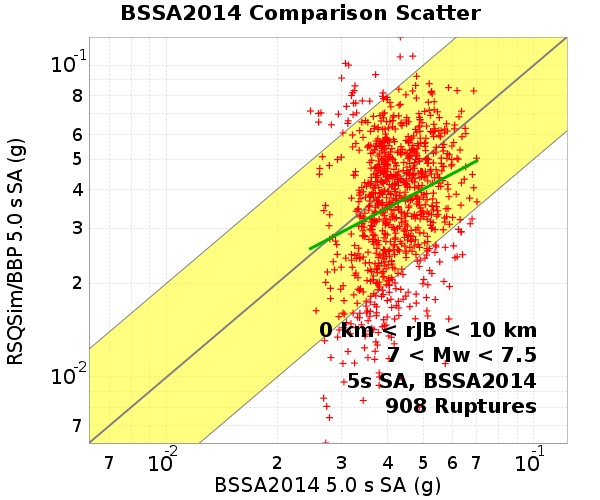 BSSA2014 Comparison Scatter
RSQSim/BBP 5.0 s SA (g)
10-1
8
6
5
4
3
2
10-2
7
0 km < rJB < 10 km
7 < Mw < 7.5
5s SA, BSSA2014
908 Ruptures
7 10-2 2 3 4 5 6 7 10-1
BSSA2014 5.0 s SA (g)